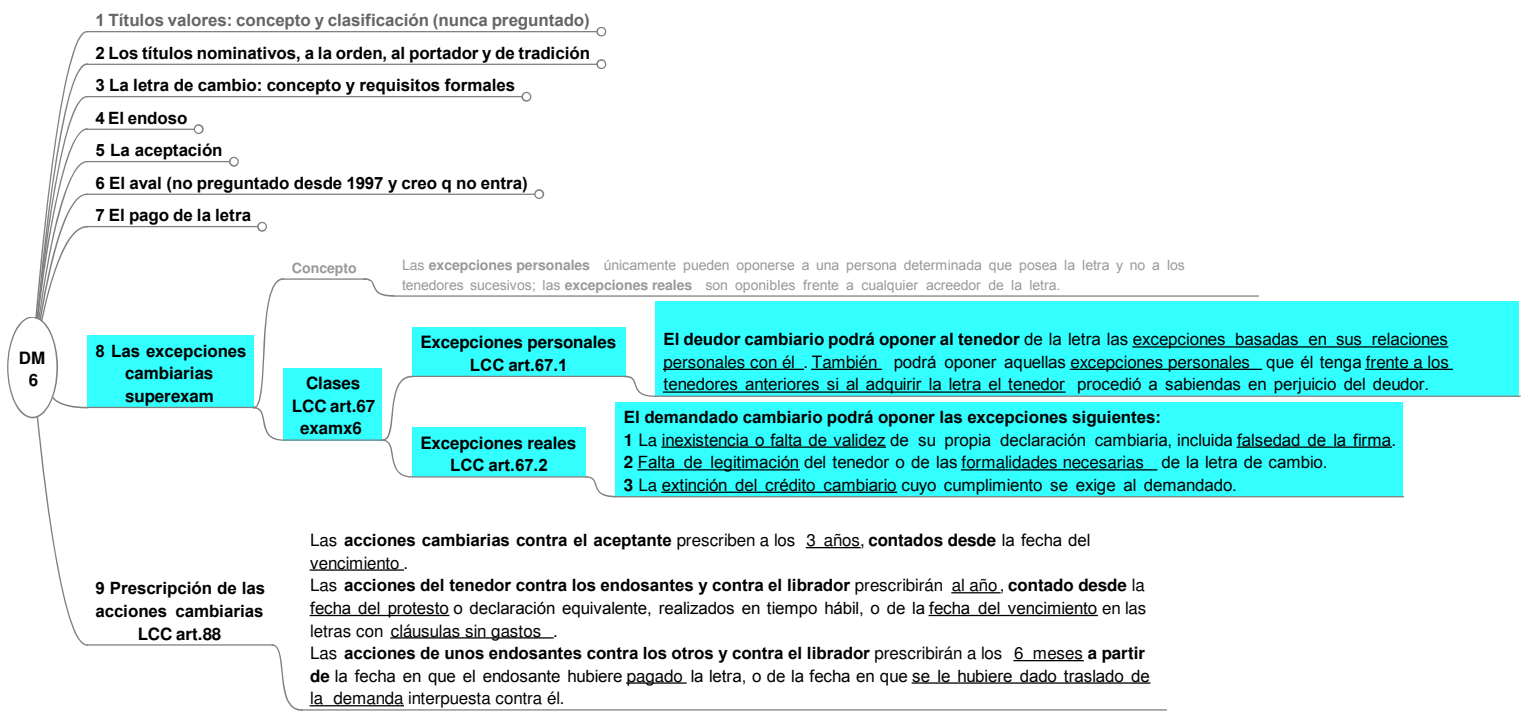 1 Títulos valores: concepto y clasificación (nunca preguntado)
2 Los títulos nominativos, a la orden, al portador y de tradición
3 La letra de cambio: concepto y requisitos formales
4 El endoso
5 La aceptación
6 El aval (no preguntado desde 1997 y creo q no entra)
7 El pago de la letra
DM
6
8 Las excepciones
cambiarias
superexam
Concepto
Las excepciones personales únicamente pueden oponerse a una persona determinada que posea la letra y no a los
tenedores sucesivos; las excepciones reales son oponibles frente a cualquier acreedor de la letra.
Clases
LCC art.67
examx6
Excepciones personales
LCC art.67.1
El deudor cambiario podrá oponer al tenedor de la letra las excepciones basadas en sus relaciones
personales con él . También podrá oponer aquellas excepciones personales que él tenga frente a los
tenedores anteriores si al adquirir la letra el tenedor procedió a sabiendas en perjuicio del deudor.
Excepciones reales
LCC art.67.2
El demandado cambiario podrá oponer las excepciones siguientes:
1 La inexistencia o falta de validez de su propia declaración cambiaria, incluida falsedad de la firma.
2 Falta de legitimación del tenedor o de las formalidades necesarias de la letra de cambio.
3 La extinción del crédito cambiario cuyo cumplimiento se exige al demandado.
9 Prescripción de las
acciones cambiarias
LCC art.88
Las acciones cambiarias contra el aceptante prescriben a los 3 años, contados desde la fecha del
vencimiento .
Las acciones del tenedor contra los endosantes y contra el librador prescribirán al año , contado desde la
fecha del protesto o declaración equivalente, realizados en tiempo hábil, o de la fecha del vencimiento en las
letras con cláusulas sin gastos .
Las acciones de unos endosantes contra los otros y contra el librador prescribirán a los 6 meses a partir
de la fecha en que el endosante hubiere pagado la letra, o de la fecha en que se le hubiere dado traslado de
la demanda interpuesta contra él.